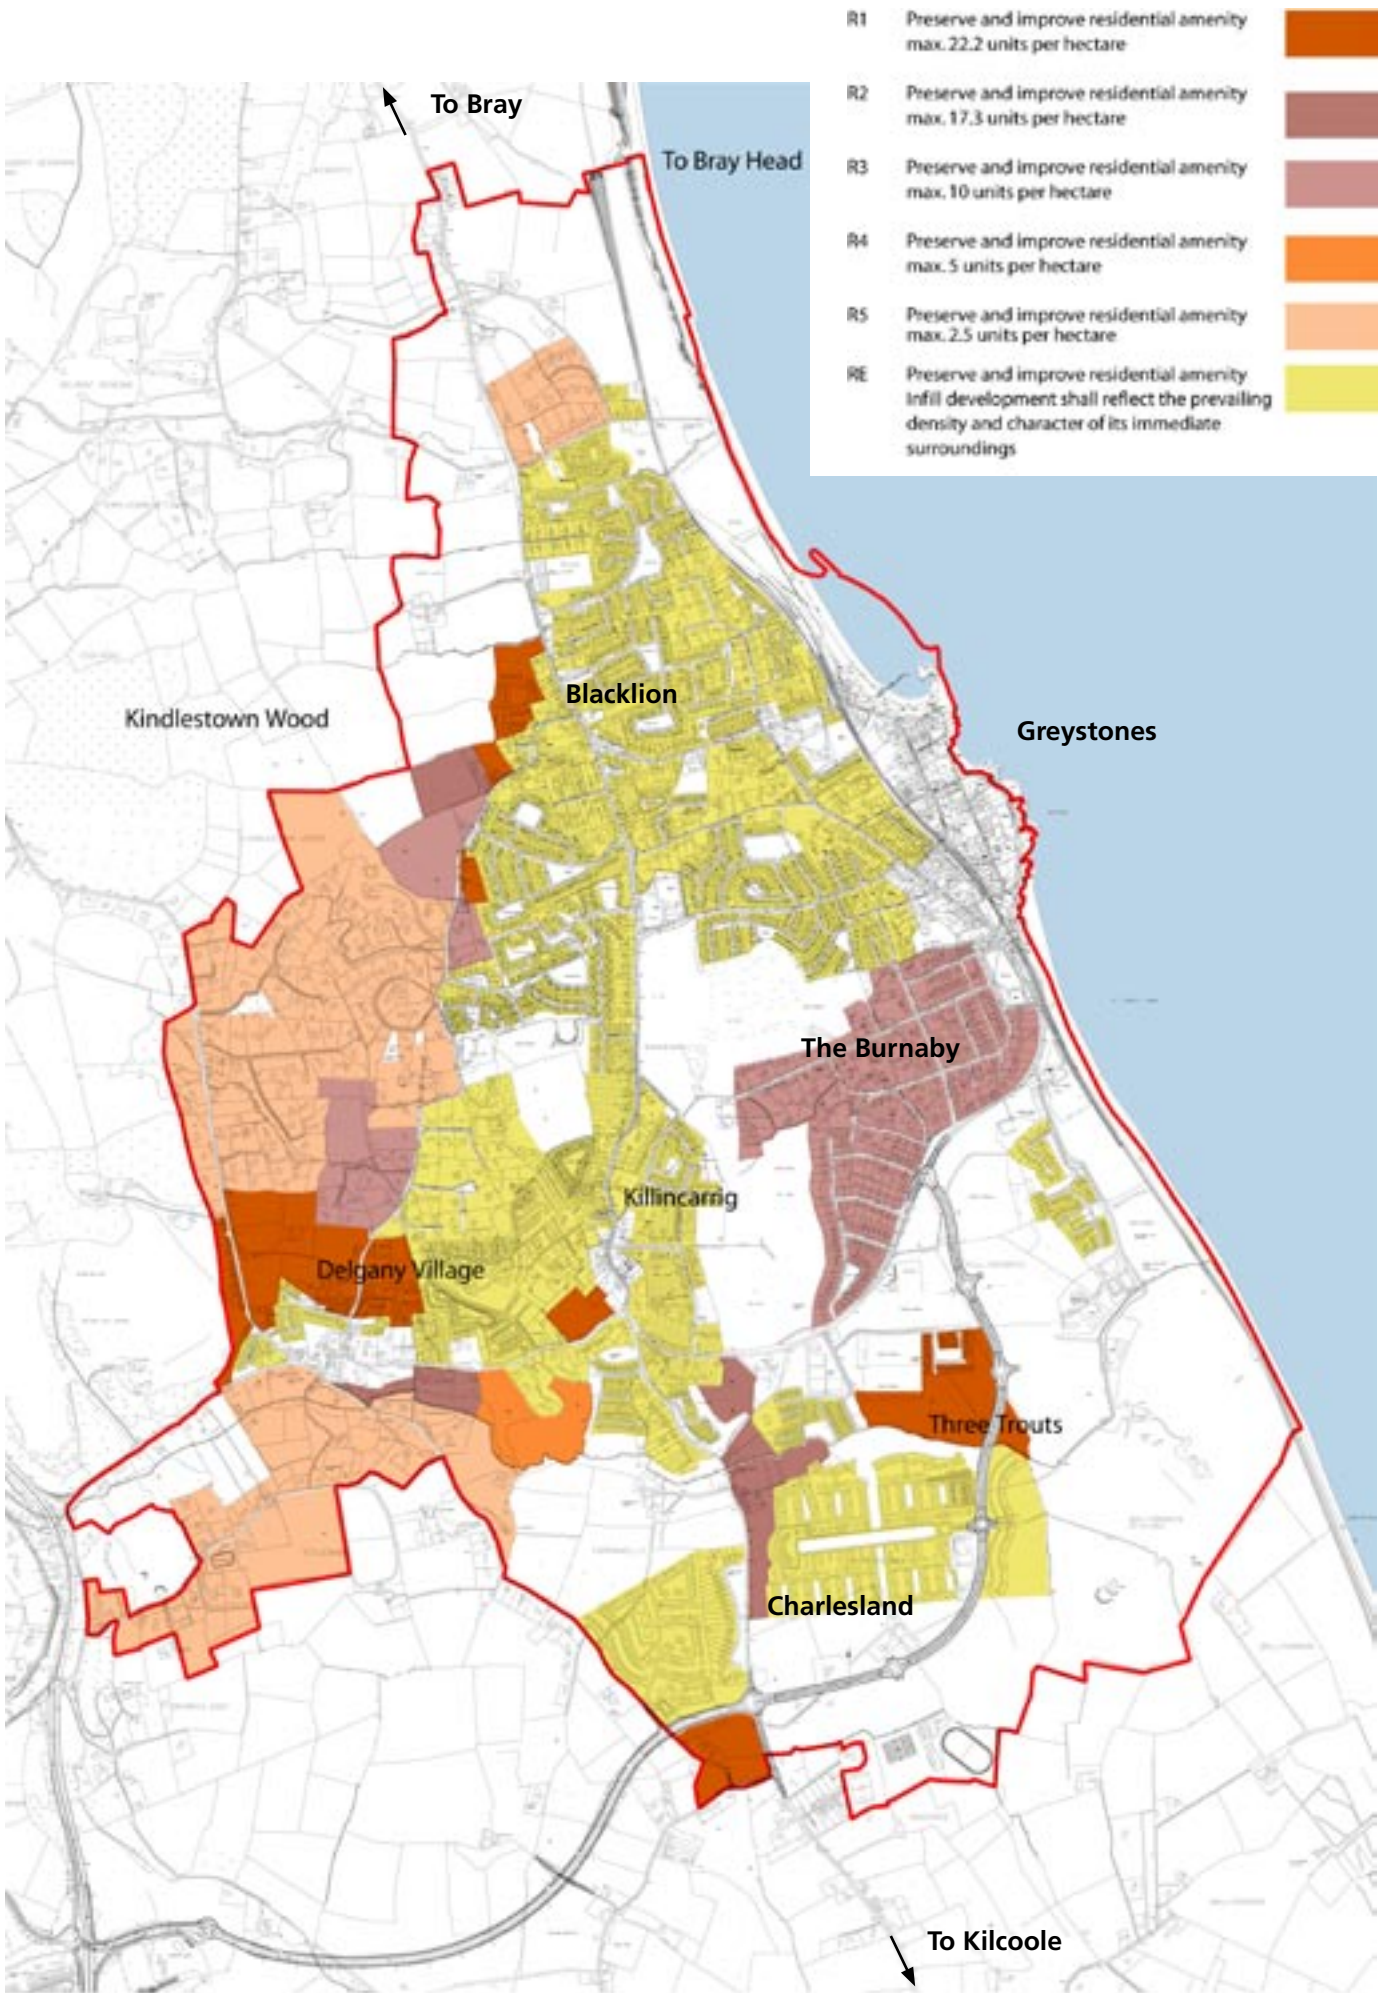 R1 Preserve and improve residential amenity
max. 22.2 units per hectare
R2 Preserve and improve residential amenity
max. 17.3 units per hectare
R3 Preserve and improve residential amenity
max. 10 units per hectare
R4 Preserve and improve residential amenity
max. 5 units per hectare
R5 Preserve and improve residential amenity
max. 2.5 units per hectare
RE Preserve and improve residential amenity
Infill development shall reflect the prevailing
density and character of its immediate
surroundings
To Bray
To Bray Head
Blacklion
Kindlestown Wood
Greystones
The Burnaby
Killincarrig
Delgany Village
Three Trouts
Charlesland
To Kilcoole